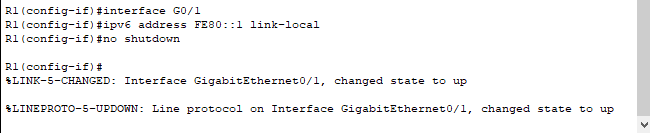 R1(config-if)#interface G0/1
R1(config-if)#ipv6 address FE80::1 link-local
R1(config-if)#no shutdown
R1(config-if)#
%LINK-5-CHANGED: Interface GigabitEthernet0/1, changed state to up
%LINEPROTO-5-UPDOWN: Line protocol on Interface GigabitEthernet0/1, changed state to up